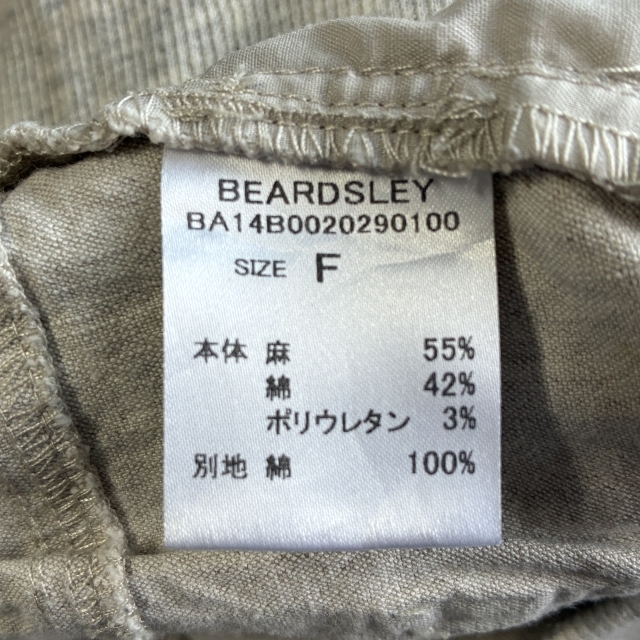 BEARDSLEY
BA14B0020290100
SIZE F
本体 麻 55%
綿 42%
ポリウレタン 3%
別地 綿 100%